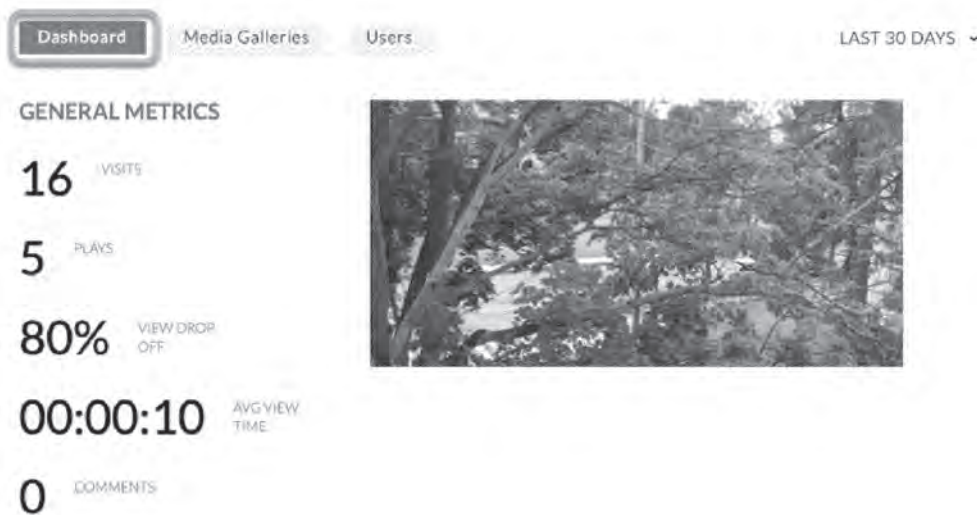 Dashboard Media Galleries Users LAST 30 DAYS
GENERAL METRICS
16 VISITS
5 PLAYS
80% VIEW DROP
OFF
00:00:10 AVG VIEW
TIME
0 COMMENTS